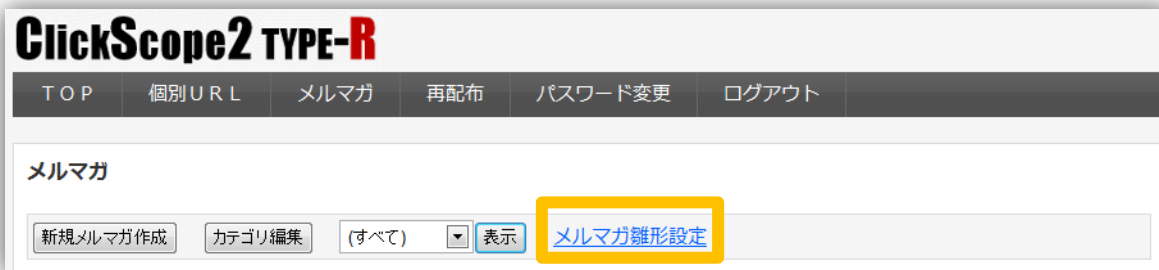 ClickScope2 TYPE-R
ＴＯＰ 個別ＵＲＬ メルマガ 再配布 パスワード変更 ログアウト
メルマガ
新規メルマガ作成 カテゴリ編集 (すべて) 表示 メルマガ雛形設定